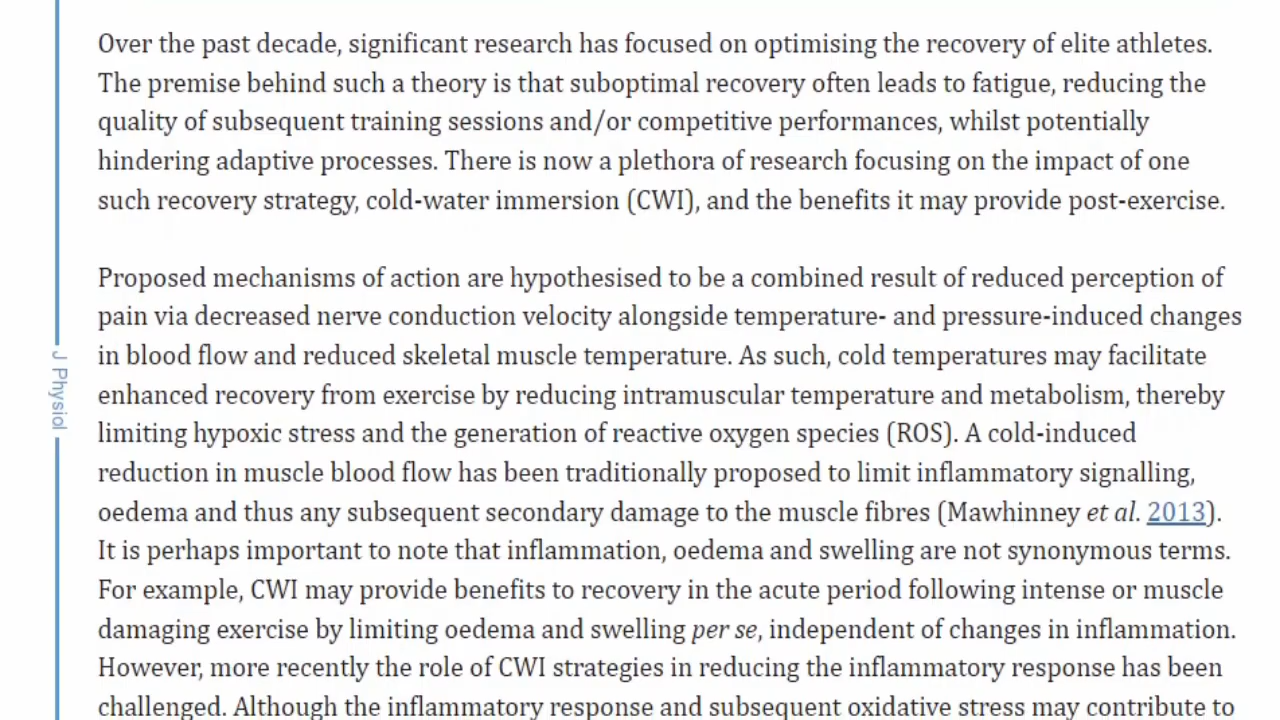 Over the past decade, significant research has focused on optimising the recovery of elite athletes.
The premise behind such a theory is that suboptimal recovery often leads to fatigue, reducing the
quality of subsequent training sessions and/or competitive performances, whilst potentially
hindering adaptive processes. There is now a plethora of research focusing on the impact of one
such recovery strategy, cold-water immersion (CWI), and the benefits it may provide post-exercise.
Proposed mechanisms of action are hypothesised to be a combined result of reduced perception of
pain via decreased nerve conduction velocity alongside temperature- and pressure-induced changes
in blood flow and reduced skeletal muscle temperature. As such, cold temperatures may facilitate
enhanced recovery from exercise by reducing intramuscular temperature and metabolism, thereby
limiting hypoxic stress and the generation of reactive oxygen species (ROS). A cold-induced
reduction in muscle blood flow has been traditionally proposed to limit inflammatory signalling,
oedema and thus any subsequent secondary damage to the muscle fibres (Mawhinney et al. 2013).
It is perhaps important to note that inflammation, oedema and swelling are not synonymous terms.
For example, CWI may provide benefits to recovery in the acute period following intense or muscle
damaging exercise by limiting oedema and swelling per se, independent of changes in inflammation.
However, more recently the role of CWI strategies in reducing the inflammatory response has been
challenged. Although the inflammatory response and subsequent oxidative stress may contribute to
J Physiol